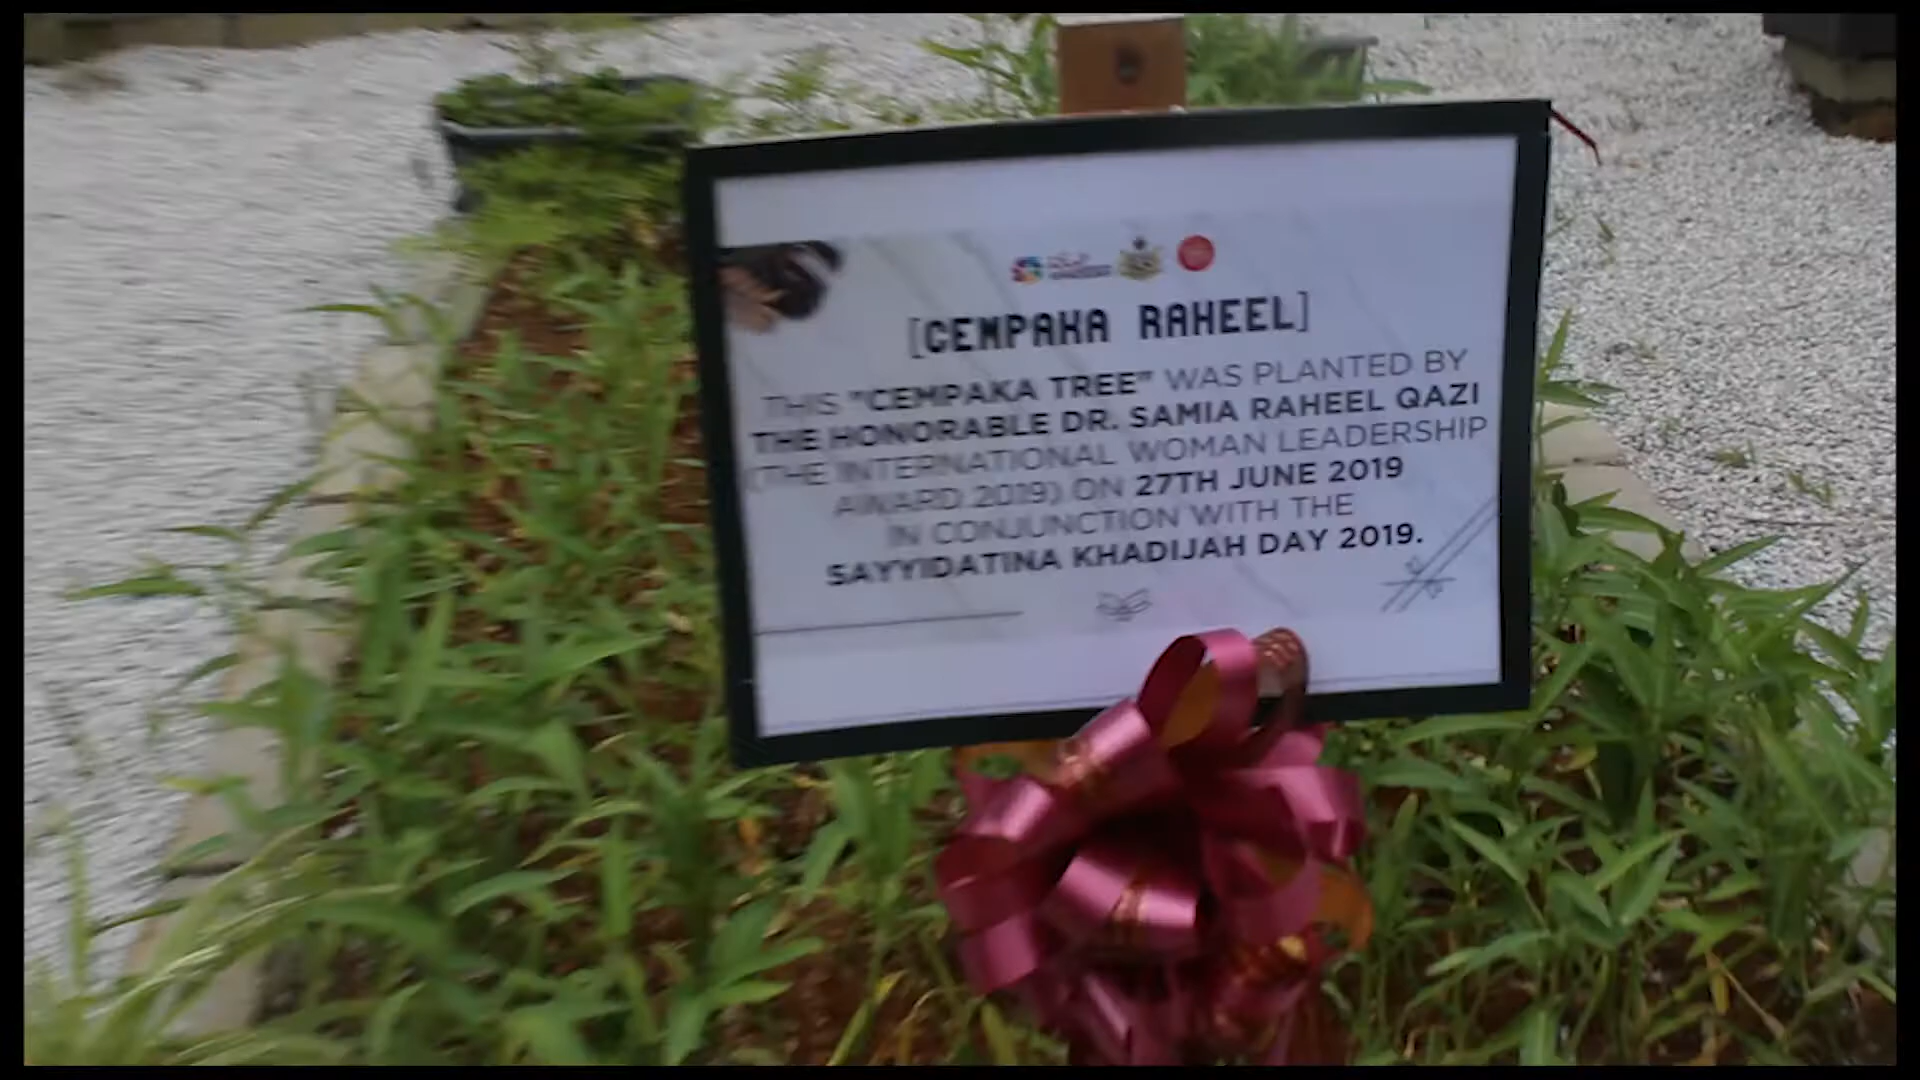 [CEMPAKA RAHEEL]
THIS "CEMPAKA TREE" WAS PLANTED BY
THE HONORABLE DR. SAMIA RAHEEL QAZI
(THE INTERNATIONAL WOMAN LEADERSHIP
AWARD 2019) ON 27TH JUNE 2019
IN CONJUNCTION WITH THE
SAYYIDATINA KHADIJAH DAY 2019.